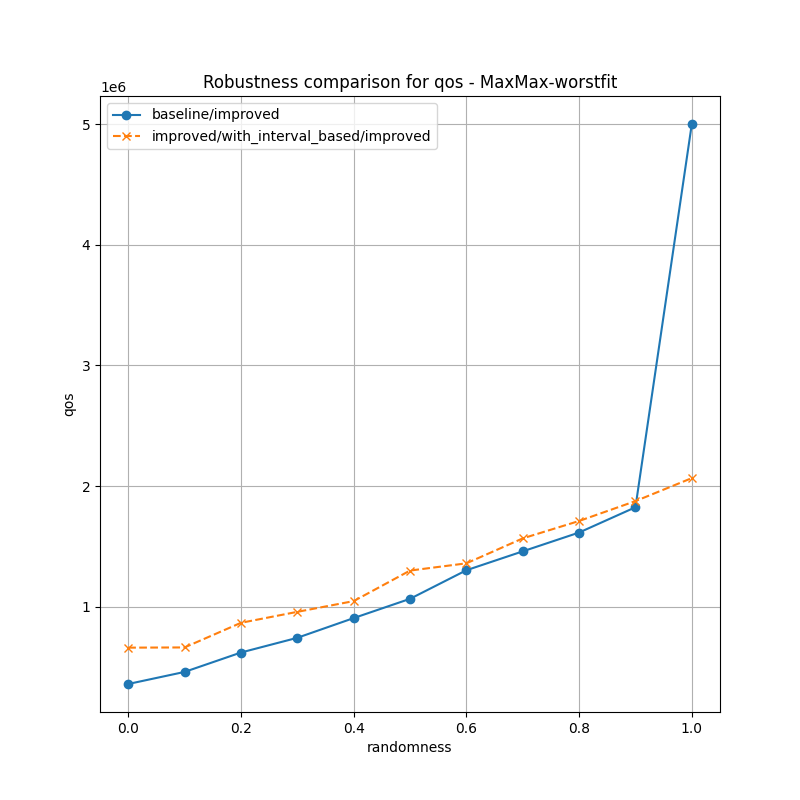 Robustness comparison for qos - MaxMax-worstfit
1e6
baseline/improved
improved/with_interval_based/improved
5
4
3
2
1
qos
0.0 0.2 0.4 0.6 0.8 1.0
randomness